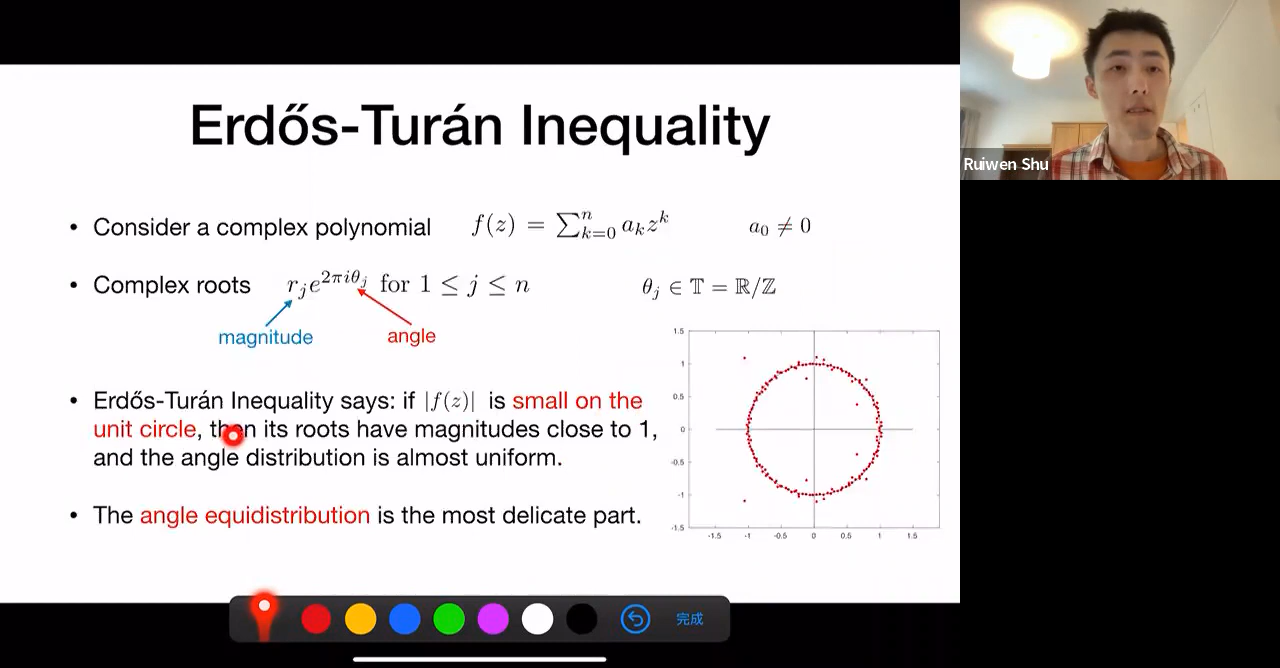 Erdős-Turán Inequality
Ruiwen Shu
• Consider a complex polynomial f(z) = ∑_{k=0}^{n} a_k z^k a_0 ≠ 0
• Complex roots r_j e^{2πiθ_j} for 1 ≤ j ≤ n θ_j ∈ 𝕋 = ℝ/ℤ
magnitude angle
• Erdős-Turán Inequality says: if |f(z)| is small on the
unit circle, then its roots have magnitudes close to 1,
and the angle distribution is almost uniform.
• The angle equidistribution is the most delicate part.
1.5
1
0.5
0
-0.5
-1
-1.5
-1.5 -1 -0.5 0 0.5 1 1.5
完成